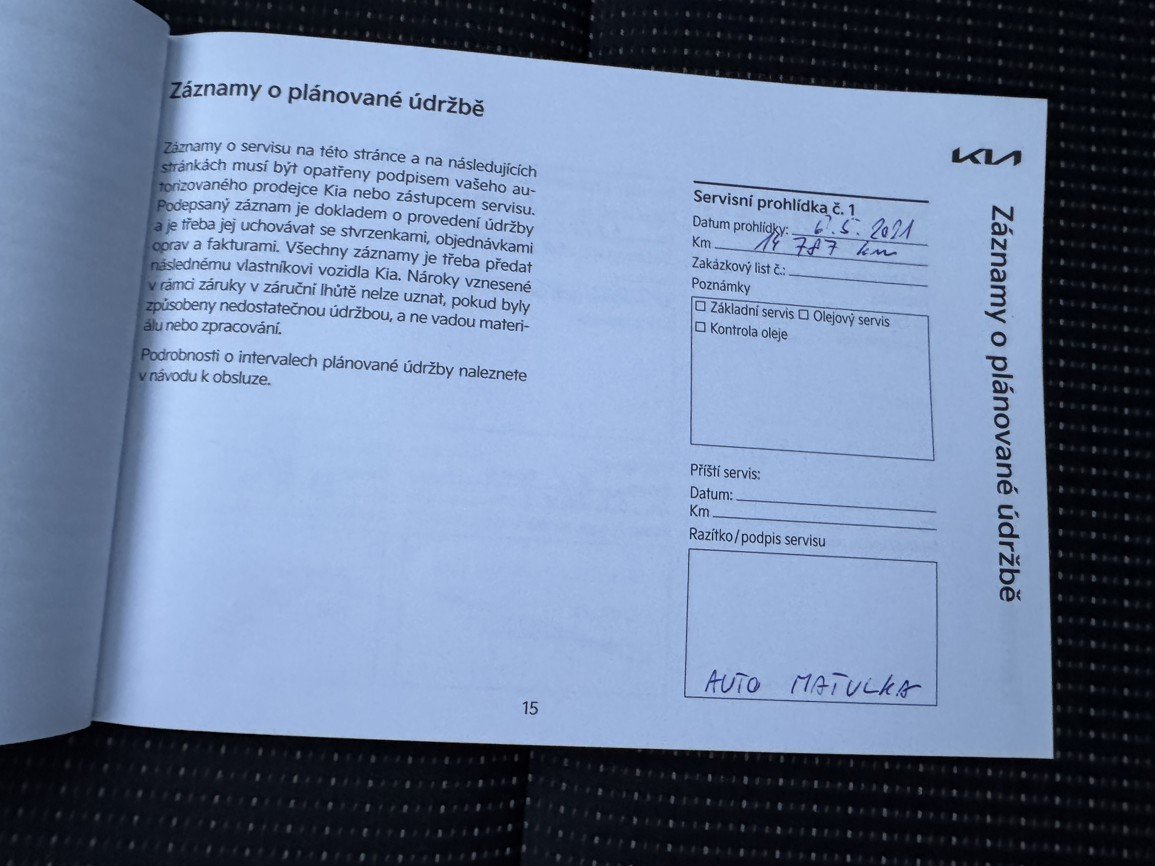 Záznamy o plánované údržbě
Záznamy o servisu na této stránce a na následujících
stránkách musí být opatřeny podpisem vašeho au-
torizovaného prodejce Kia nebo zástupcem servisu.
Podepsaný záznam je dokladem o provedení údržby
a je třeba jej uchovávat se stvrzenkami, objednávkami
oprav a fakturami. Všechny záznamy je třeba předat
následnému vlastníkovi vozidla Kia. Nároky vznesené
v rámci záruky v záruční lhůtě nelze uznat, pokud byly
způsobeny nedostatečnou údržbou, a ne vadou materi-
álu nebo zpracování.
Podrobnosti o intervalech plánované údržby naleznete
v návodu k obsluze.
15
KIA
Servisní prohlídka č. 1
Datum prohlídky: 6. 5. 2021
Km 14 787 km
Zakázkový list č.:
Poznámky
☐ Základní servis ☐ Olejový servis
☐ Kontrola oleje
Příští servis:
Datum:
Km
Razítko/podpis servisu
AUTO MATULKA
Záznamy o plánované údržbě